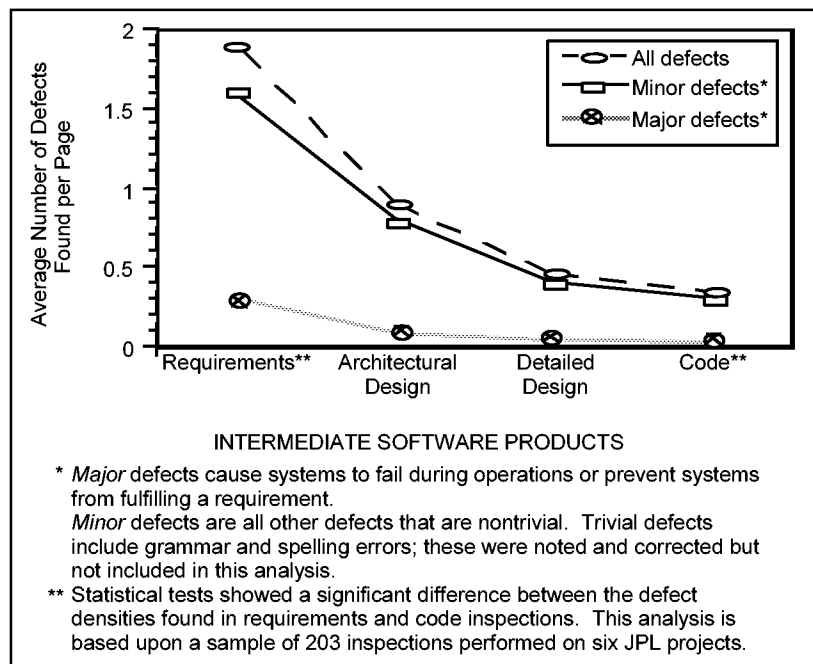 2
1.5
1
0.5
0
Average Number of Defects
Found per Page
All defects
Minor defects*
Major defects*
Requirements**
Architectural
Design
Detailed
Design
Code**
INTERMEDIATE SOFTWARE PRODUCTS
* Major defects cause systems to fail during operations or prevent systems
from fulfilling a requirement.
Minor defects are all other defects that are nontrivial. Trivial defects
include grammar and spelling errors; these were noted and corrected but
not included in this analysis.
** Statistical tests showed a significant difference between the defect
densities found in requirements and code inspections. This analysis is
based upon a sample of 203 inspections performed on six JPL projects.